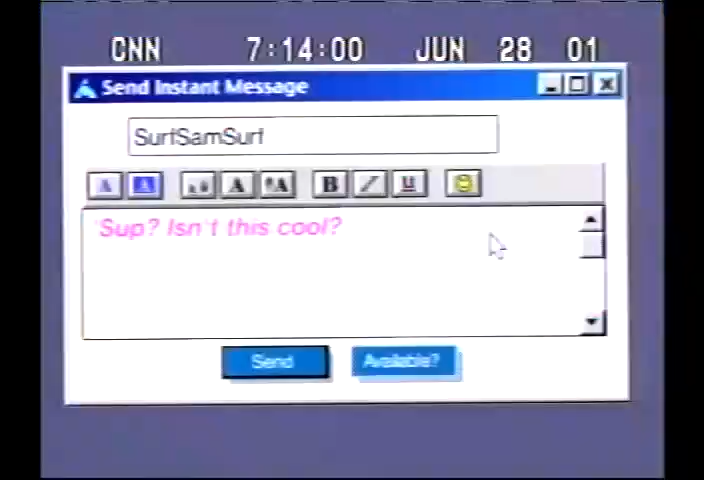 CNN 7:14:00 JUN 28 01
Send Instant Message
SurfSamSurf
A A A A A B I U
'Sup? Isn't this cool?
Send Available?